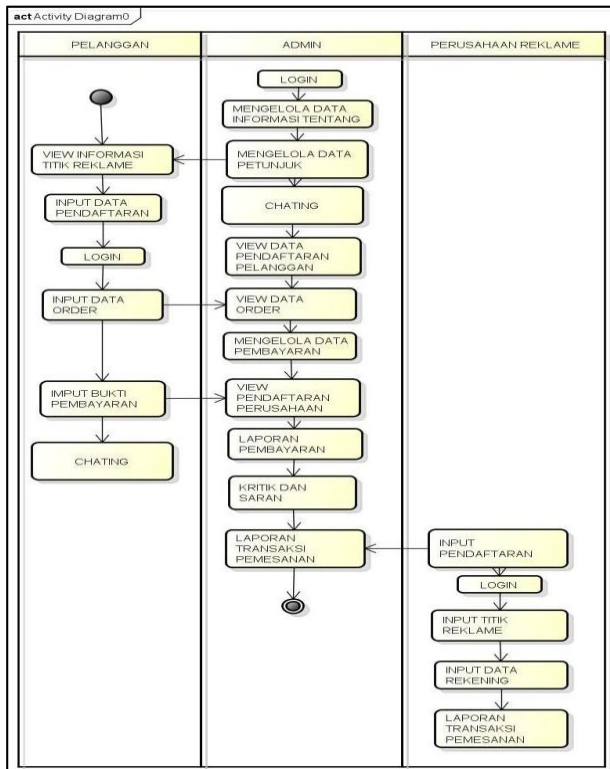 act Activity Diagram0
PELANGGAN
ADMIN
PERUSAHAAN REKLAME
VIEW INFORMASI
TITIK REKLAME
INPUT DATA
PENDAFTARAN
LOGIN
INPUT DATA
ORDER
IMPUT BUKTI
PEMBAYARAN
CHATING
LOGIN
MENGELOLA DATA
INFORMASI TENTANG
MENGELOLA DATA
PETUNJUK
CHATING
VIEW DATA
PENDAFTARAN
PELANGGAN
VIEW DATA
ORDER
MENGELOLA DATA
PEMBAYARAN
VIEW
PENDAFTARAN
PERUSAHAAN
LAPORAN
PEMBAYARAN
KRITIK DAN
SARAN
LAPORAN
TRANSAKSI
PEMESANAN
INPUT
PENDAFTARAN
LOGIN
INPUT TITIK
REKLAME
INPUT DATA
REKENING
LAPORAN
TRANSAKSI
PEMESANAN